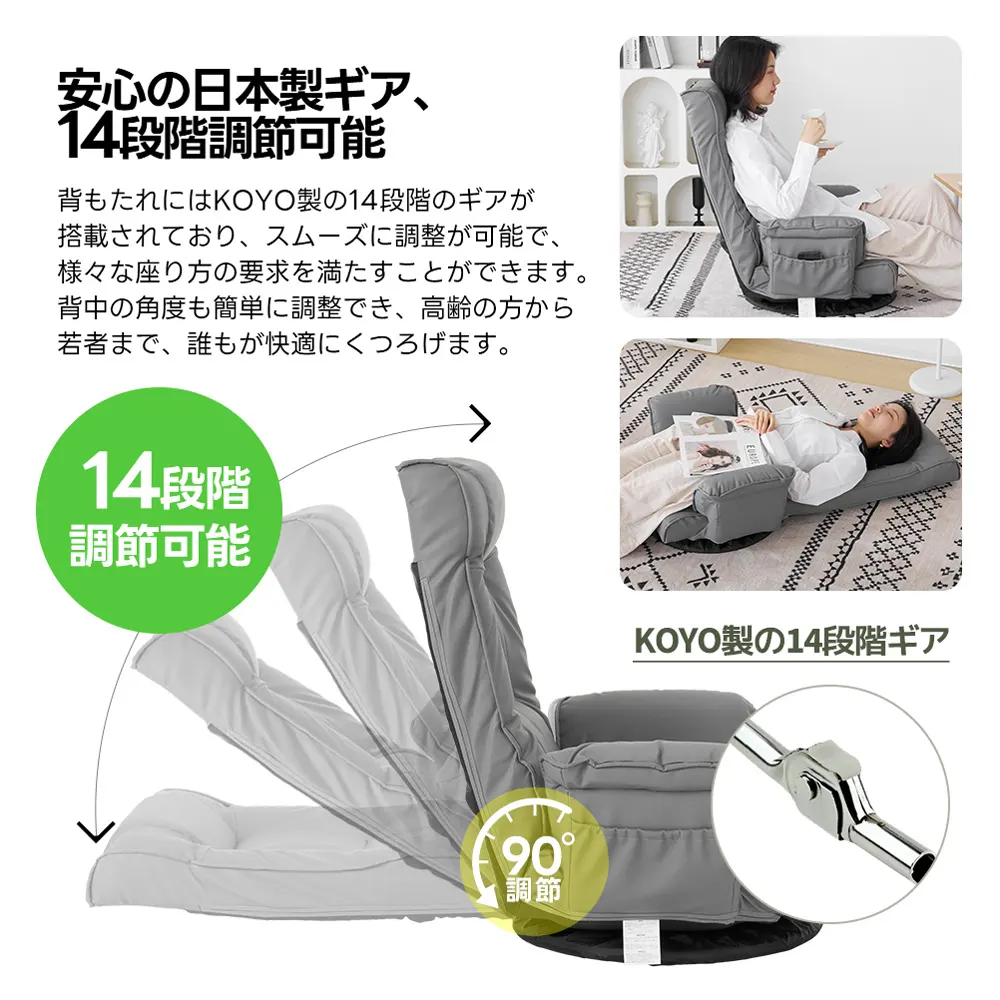 安心の日本製ギア、
14段階調節可能
背もたれにはKOYO製の14段階のギアが
搭載されており、スムーズに調整が可能で、
様々な座り方の要求を満たすことができます。
背中の角度も簡単に調整でき、高齢の方から
若者まで、誰もが快適にくつろげます。
14段階
調節可能
EUROPE
KOYO製の14段階ギア
90°
調節